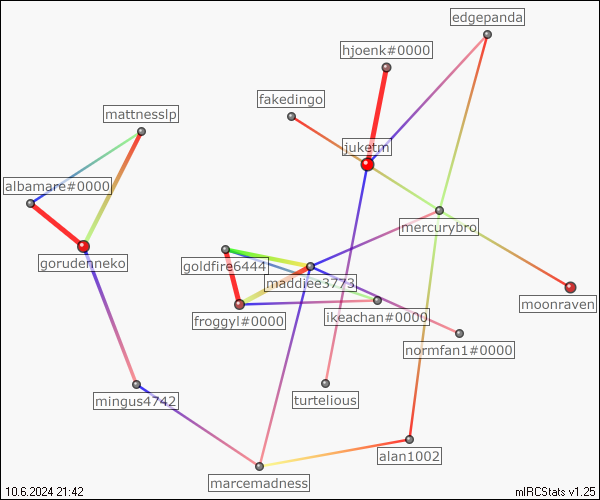 edgepanda
hjoenk#0000
fakedingo
mattnesslp
juketm
albamare#0000
mercurybro
gorudenneko
goldfire6444
maddiee3773
moonraven
froggyl#0000
ikeachan#0000
normfan1#0000
mingus4742
turtelious
alan1002
marcemadness
10.6.2024 21:42
mIRCStats v1.25